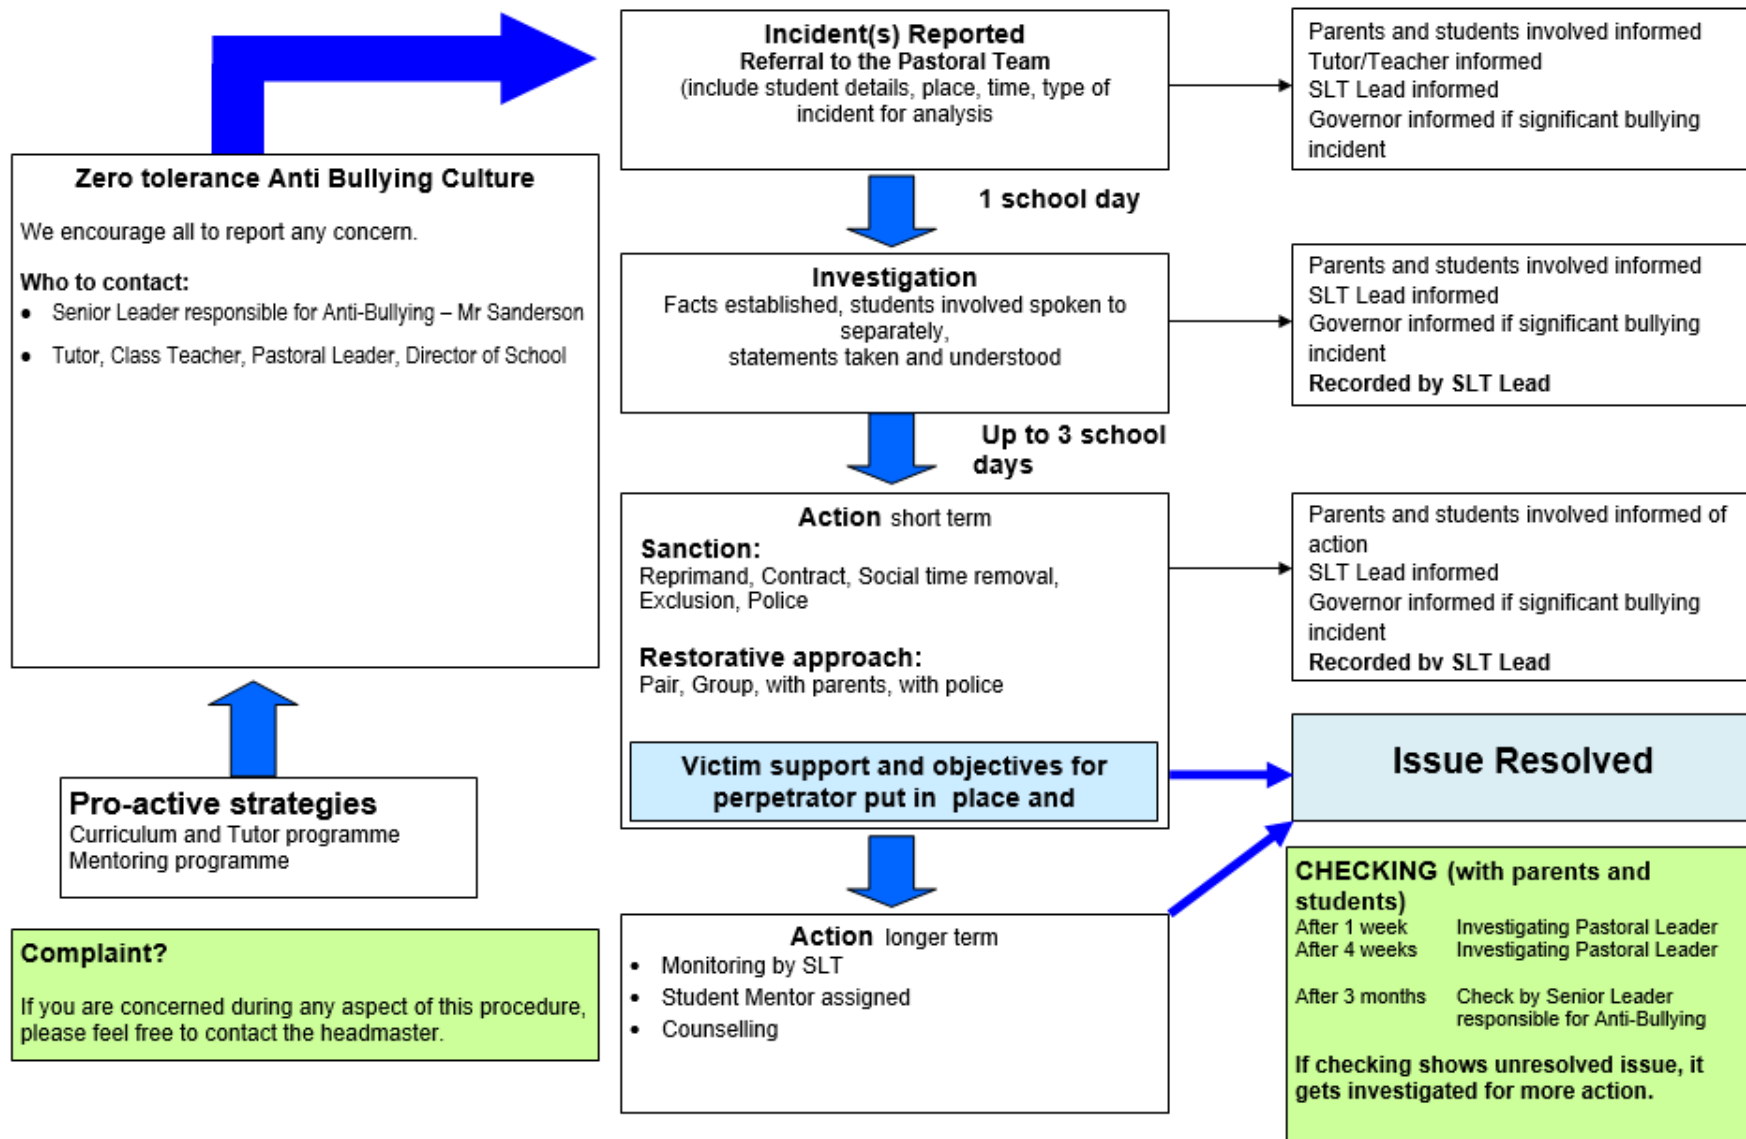 Incident(s) Reported
Referral to the Pastoral Team
(include student details, place, time, type of
incident for analysis
Parents and students involved informed
Tutor/Teacher informed
SLT Lead informed
Governor informed if significant bullying
incident
Zero tolerance Anti Bullying Culture
We encourage all to report any concern.
Who to contact:
• Senior Leader responsible for Anti-Bullying – Mr Sanderson
• Tutor, Class Teacher, Pastoral Leader, Director of School
1 school day
Investigation
Facts established, students involved spoken to
separately,
statements taken and understood
Parents and students involved informed
SLT Lead informed
Governor informed if significant bullying
incident
Recorded by SLT Lead
Up to 3 school
days
Action short term
Sanction:
Reprimand, Contract, Social time removal,
Exclusion, Police
Restorative approach:
Pair, Group, with parents, with police
Victim support and objectives for
perpetrator put in place and
Parents and students involved informed of
action
SLT Lead informed
Governor informed if significant bullying
incident
Recorded by SLT Lead
Issue Resolved
Pro-active strategies
Curriculum and Tutor programme
Mentoring programme
Complaint?
If you are concerned during any aspect of this procedure,
please feel free to contact the headmaster.
Action longer term
• Monitoring by SLT
• Student Mentor assigned
• Counselling
CHECKING (with parents and
students)
After 1 week Investigating Pastoral Leader
After 4 weeks Investigating Pastoral Leader
After 3 months Check by Senior Leader
responsible for Anti-Bullying
If checking shows unresolved issue, it
gets investigated for more action.